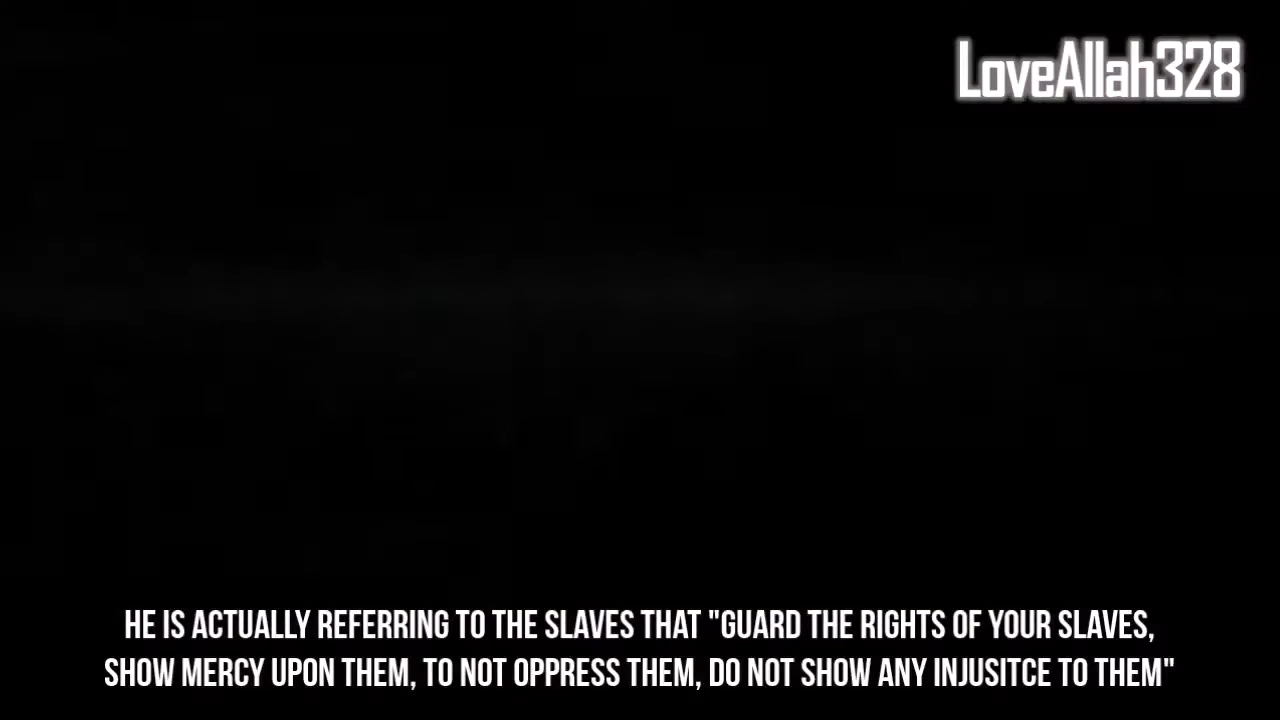 LoveAllah328
HE IS ACTUALLY REFERRING TO THE SLAVES THAT "GUARD THE RIGHTS OF YOUR SLAVES,
SHOW MERCY UPON THEM, TO NOT OPPRESS THEM, DO NOT SHOW ANY INJUSITCE TO THEM"